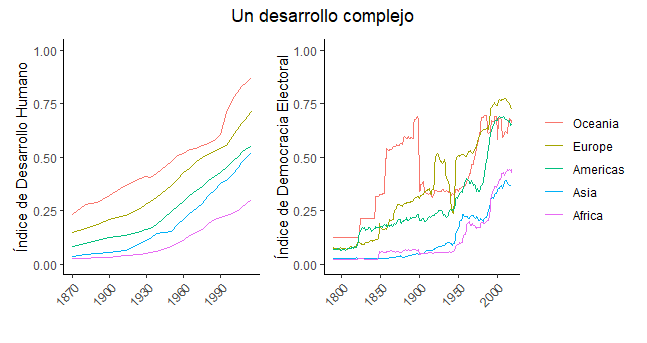 Un desarrollo complejo
Índice de Desarrollo Humano
1.00
0.75
0.50
0.25
0.00
1870
1900
1930
1960
1990
Índice de Democracia Electoral
1.00
0.75
0.50
0.25
0.00
1800
1850
1900
1950
2000
Oceania
Europe
Americas
Asia
Africa